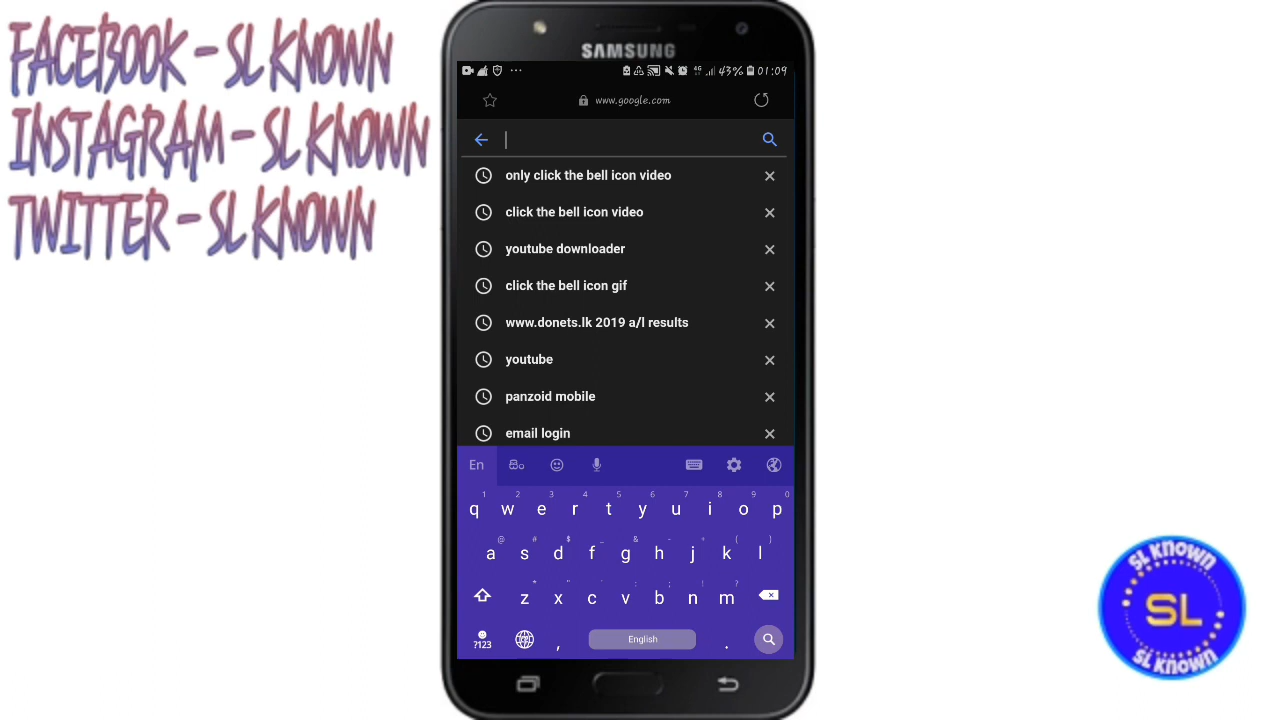 FACEBOOK - SL KNOWN
INSTAGRAM - SL KNOWN
TWITTER - SL KNOWN
SAMSUNG
4G 43% 01:09
www.google.com
only click the bell icon video
click the bell icon video
youtube downloader
click the bell icon gif
www.donets.lk 2019 a/l results
youtube
panzoid mobile
email login
En
1 2 3 4 5 6 7 8 9 0
q w e r t y u i o p
@ # $ _ & - + ( )
a s d f g h j k l
* " ' : ; ! ?
z x c v b n m
?123 , English .
SL KNOWN
SL
SL KNOWN